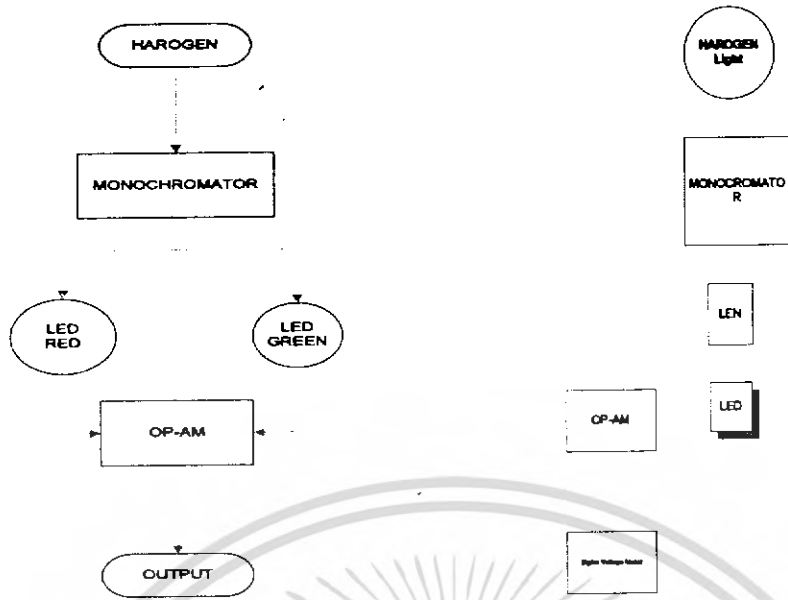 HAROGEN
MONOCHROMATOR
LED
RED
LED
GREEN
OP-AM
OUTPUT
HAROGEN
Light
MONOCROMATO
R
LEN
LED
OP-AM